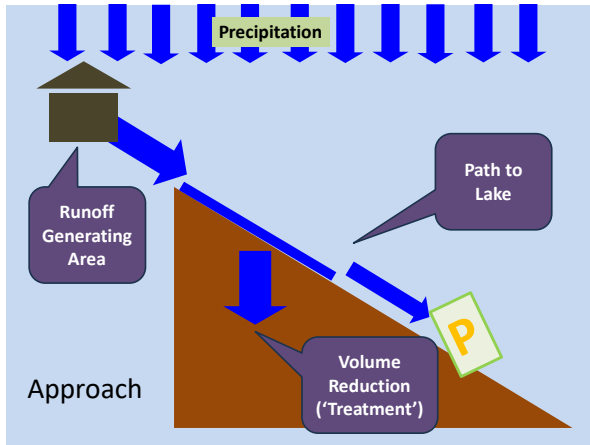 Precipitation
Path to
Lake
Runoff
Generating
Area
P
Volume
Reduction
(‘Treatment’)
Approach